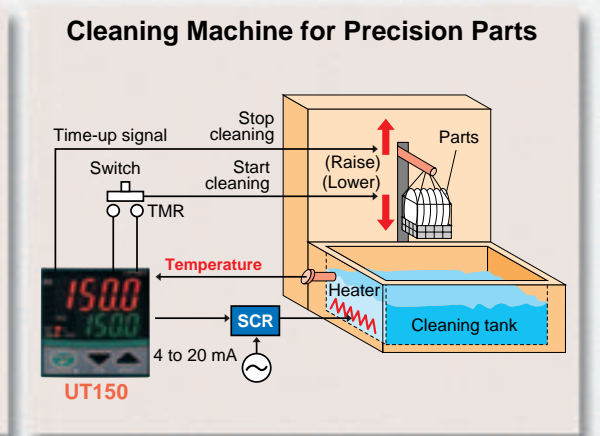 Cleaning Machine for Precision Parts
Stop
cleaning
Time-up signal
Parts
Switch
Start
cleaning
(Raise)
(Lower)
TMR
Temperature
Heater
150.0
150.0
SCR
Cleaning tank
4 to 20 mA
UT150